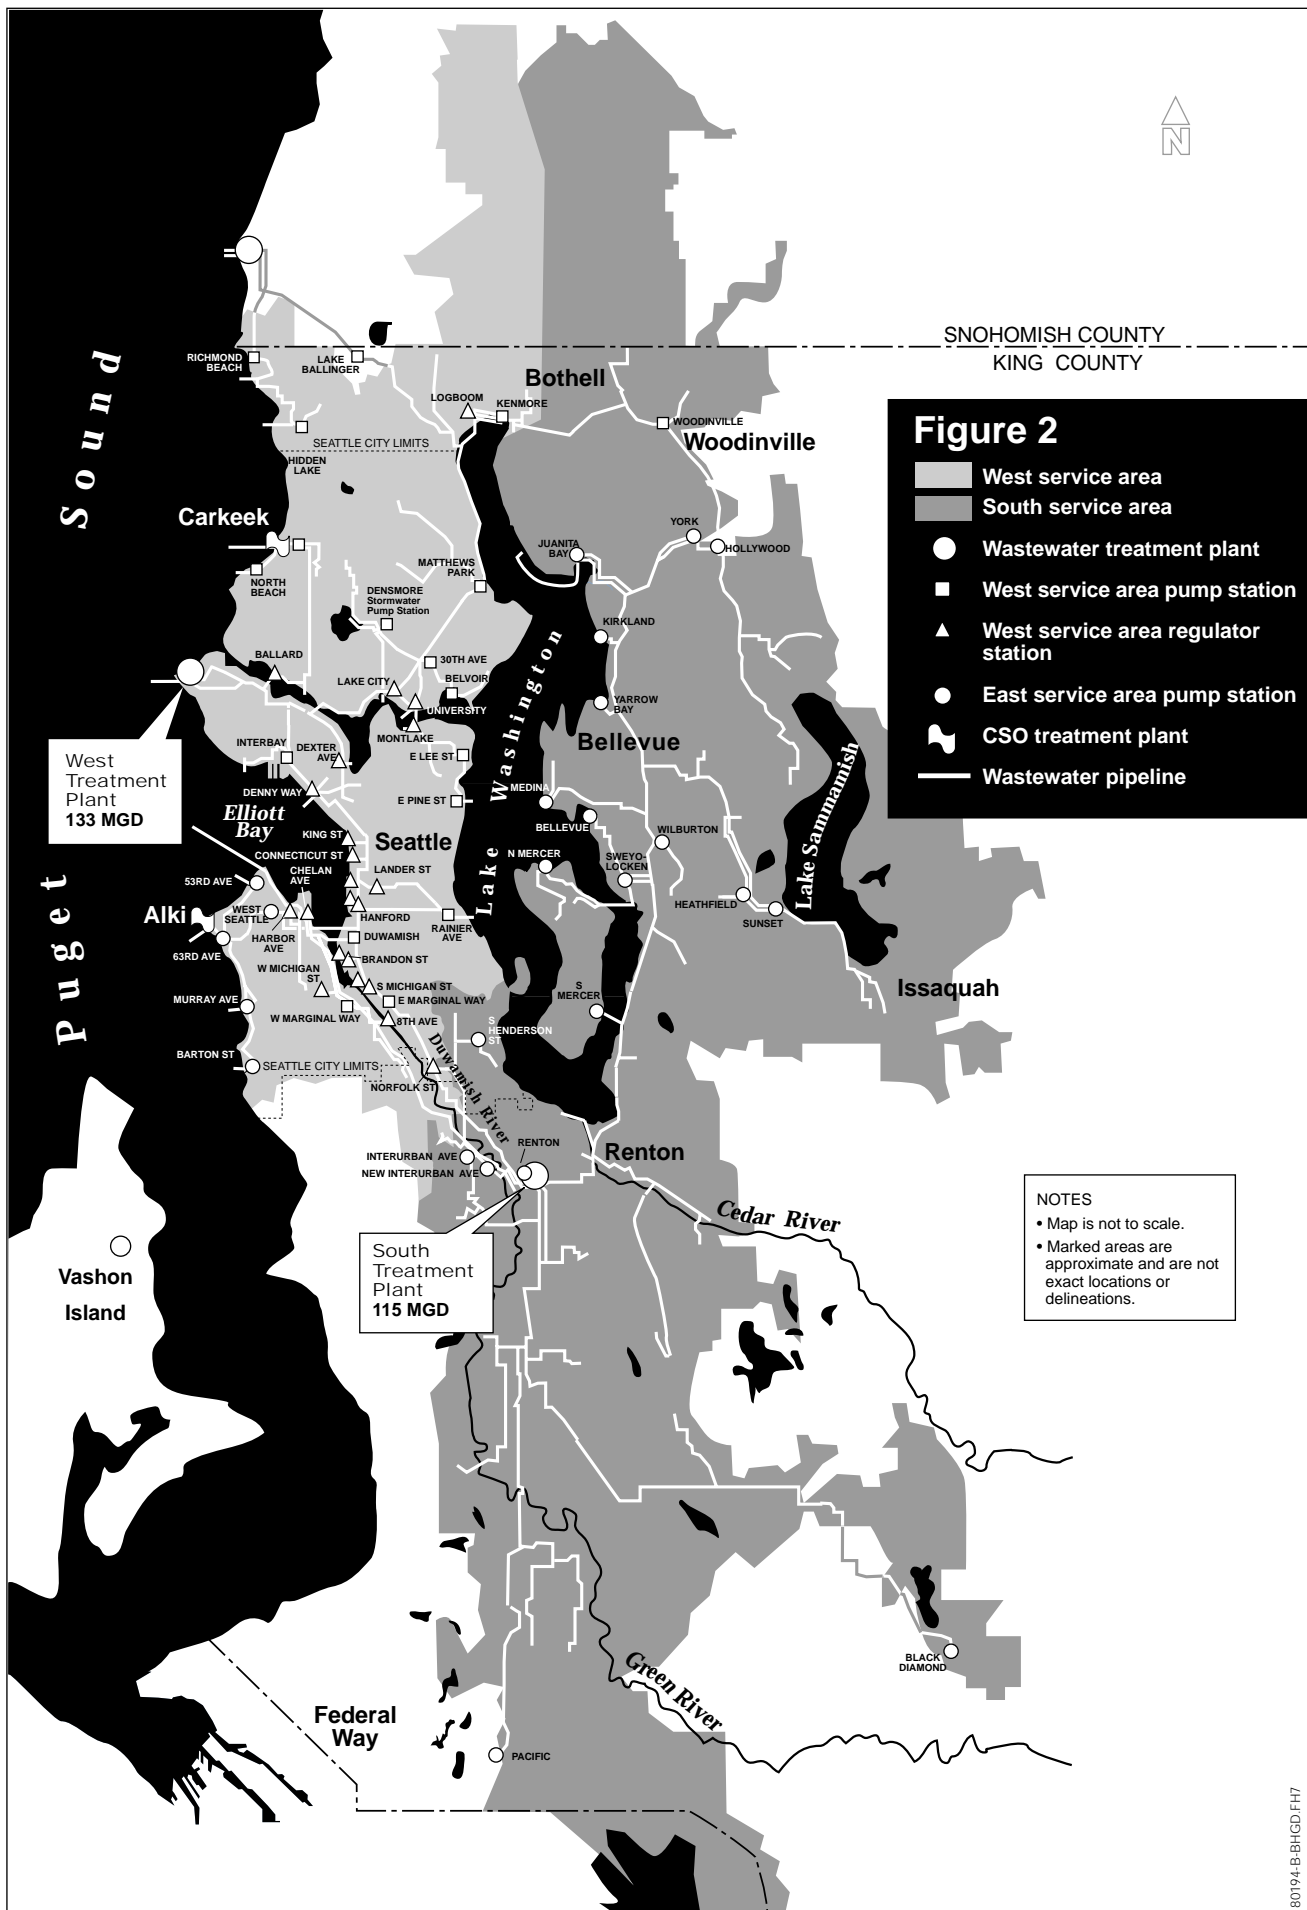 N
SNOHOMISH COUNTY
KING COUNTY
RICHMOND
BEACH
LAKE
BALLINGER
Bothell
LOGBOOM
KENMORE
WOODINVILLE
Woodinville
SEATTLE CITY LIMITS
HIDDEN
LAKE
Figure 2
West service area
South service area
Wastewater treatment plant
West service area pump station
West service area regulator
station
East service area pump station
CSO treatment plant
Wastewater pipeline
Puget Sound
Carkeek
NORTH
BEACH
MATTHEWS
PARK
DENSMORE
Stormwater
Pump Station
JUANITA
BAY
YORK
HOLLYWOOD
KIRKLAND
BALLARD
30TH AVE
LAKE CITY
BELVOIR
UNIVERSITY
MONTLAKE
YARROW
BAY
Bellevue
Lake Washington
Lake Sammamish
West
Treatment
Plant
133 MGD
INTERBAY
DEXTER
AVE
E LEE ST
DENNY WAY
E PINE ST
MEDINA
Elliott
Bay
BELLEVUE
KING ST
Seattle
WILBURTON
CONNECTICUT ST
N MERCER
SWEYO-
LOCKEN
CHELAN
AVE
LANDER ST
53RD AVE
HEATHFIELD
SUNSET
Alki
WEST
SEATTLE
HANFORD
RAINIER
AVE
HARBOR
AVE
DUWAMISH
63RD AVE
BRANDON ST
W MICHIGAN
ST
S MICHIGAN ST
S
MERCER
Issaquah
MURRAY AVE
E MARGINAL WAY
W MARGINAL WAY
8TH AVE
S
HENDERSON
ST
BARTON ST
SEATTLE CITY LIMITS
NORFOLK ST
Duwamish River
INTERURBAN AVE
NEW INTERURBAN AVE
RENTON
Renton
Cedar River
South
Treatment
Plant
115 MGD
NOTES
• Map is not to scale.
• Marked areas are
approximate and are not
exact locations or
delineations.
Vashon
Island
BLACK
DIAMOND
Green River
Federal
Way
PACIFIC
80194-B-BHGD.FH7